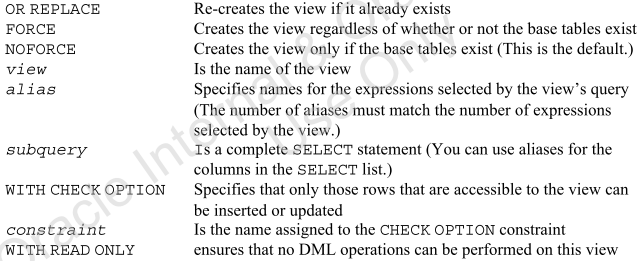 OR REPLACE Re-creates the view if it already exists
FORCE Creates the view regardless of whether or not the base tables exist
NOFORCE Creates the view only if the base tables exist (This is the default.)
view Is the name of the view
alias Specifies names for the expressions selected by the view's query
(The number of aliases must match the number of expressions
selected by the view.)
subquery Is a complete SELECT statement (You can use aliases for the
columns in the SELECT list.)
WITH CHECK OPTION Specifies that only those rows that are accessible to the view can
be inserted or updated
constraint Is the name assigned to the CHECK OPTION constraint
WITH READ ONLY ensures that no DML operations can be performed on this view
Oracle Internal & O
Use Only